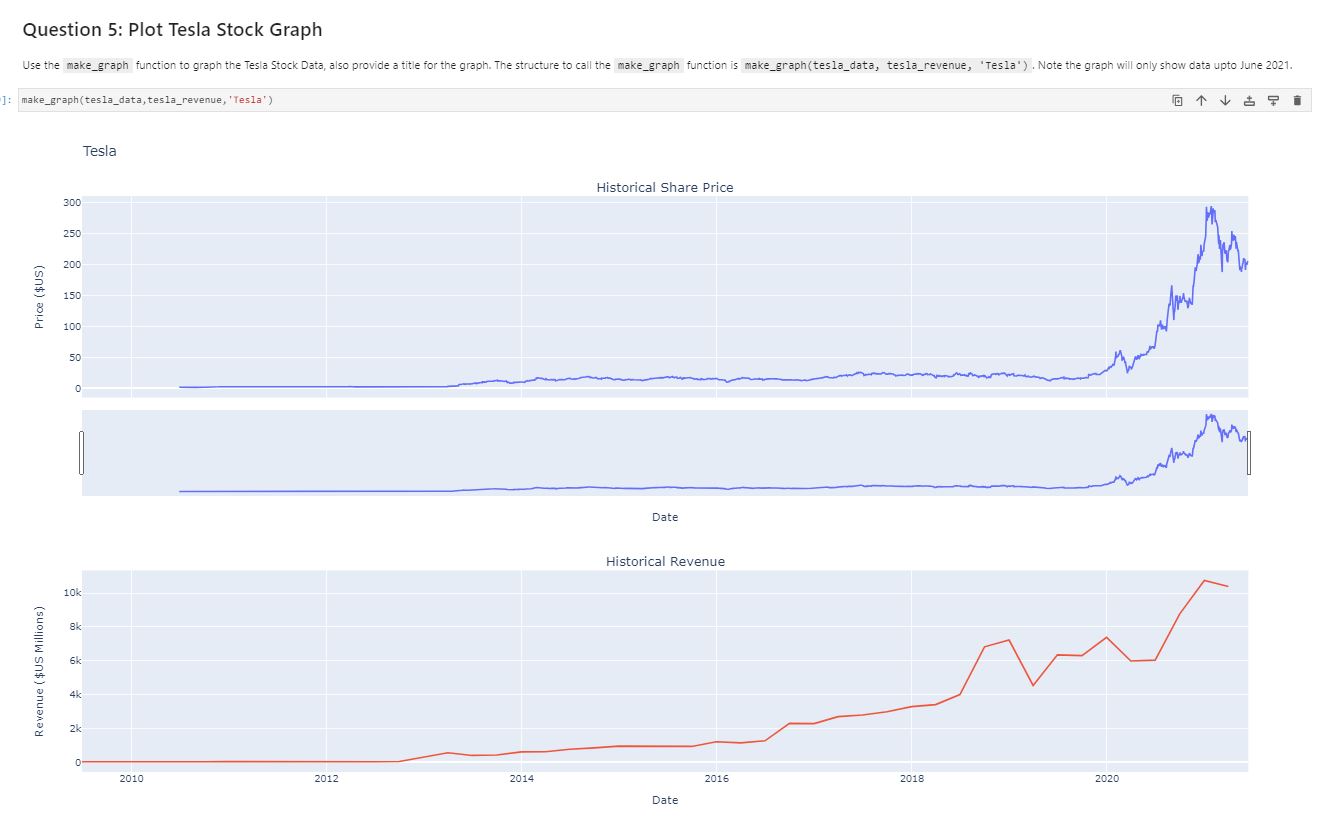 Question 5: Plot Tesla Stock Graph
Use the make_graph function to graph the Tesla Stock Data, also provide a title for the graph. The structure to call the make_graph function is make_graph(tesla_data, tesla_revenue, 'Tesla') . Note the graph will only show data upto June 2021.
]: make_graph(tesla_data,tesla_revenue,'Tesla')
Tesla
Historical Share Price
300
250
200
150
100
50
0
Price ($US)
Date
Historical Revenue
10k
8k
6k
4k
2k
0
Revenue ($US Millions)
2010 2012 2014 2016 2018 2020
Date